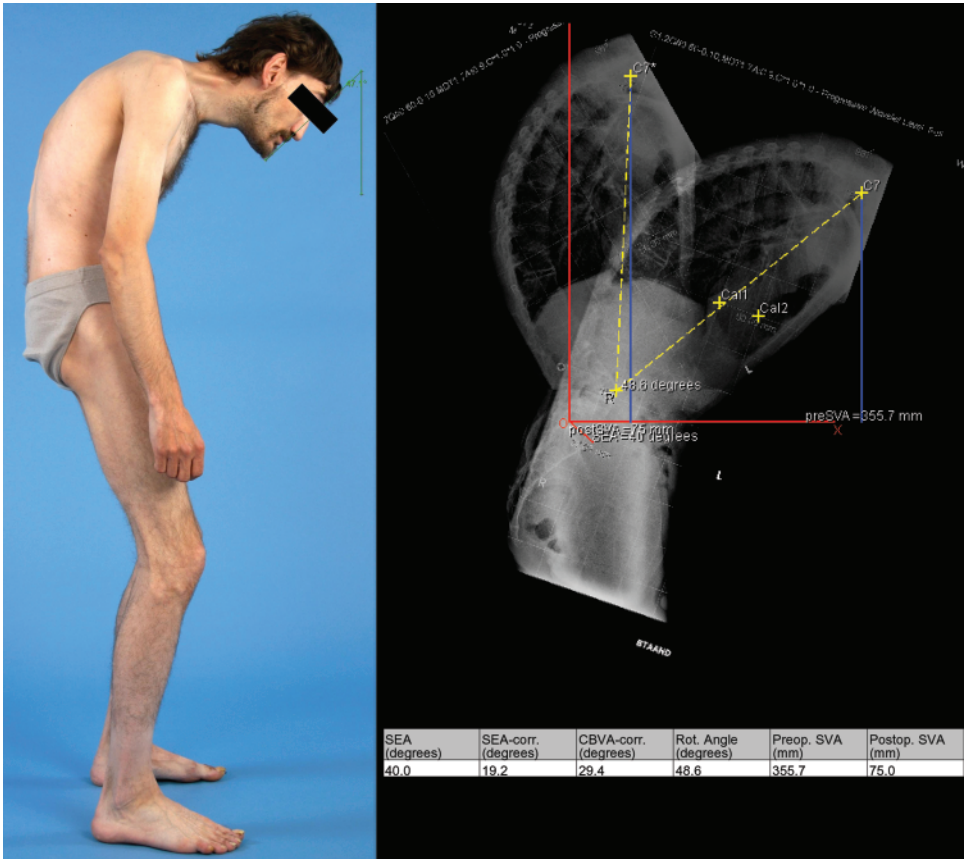 C7*
C7
Cal1
Cal2
48.6 degrees
R
preSVA =355.7 mm
postSVA =75 mm
SEA =40 degrees
X
L
L
R
STAAND
SEA (degrees)
SEA-corr. (degrees)
CBVA-corr. (degrees)
Rot. Angle (degrees)
Preop. SVA (mm)
Postop. SVA (mm)
40.0
19.2
29.4
48.6
355.7
75.0